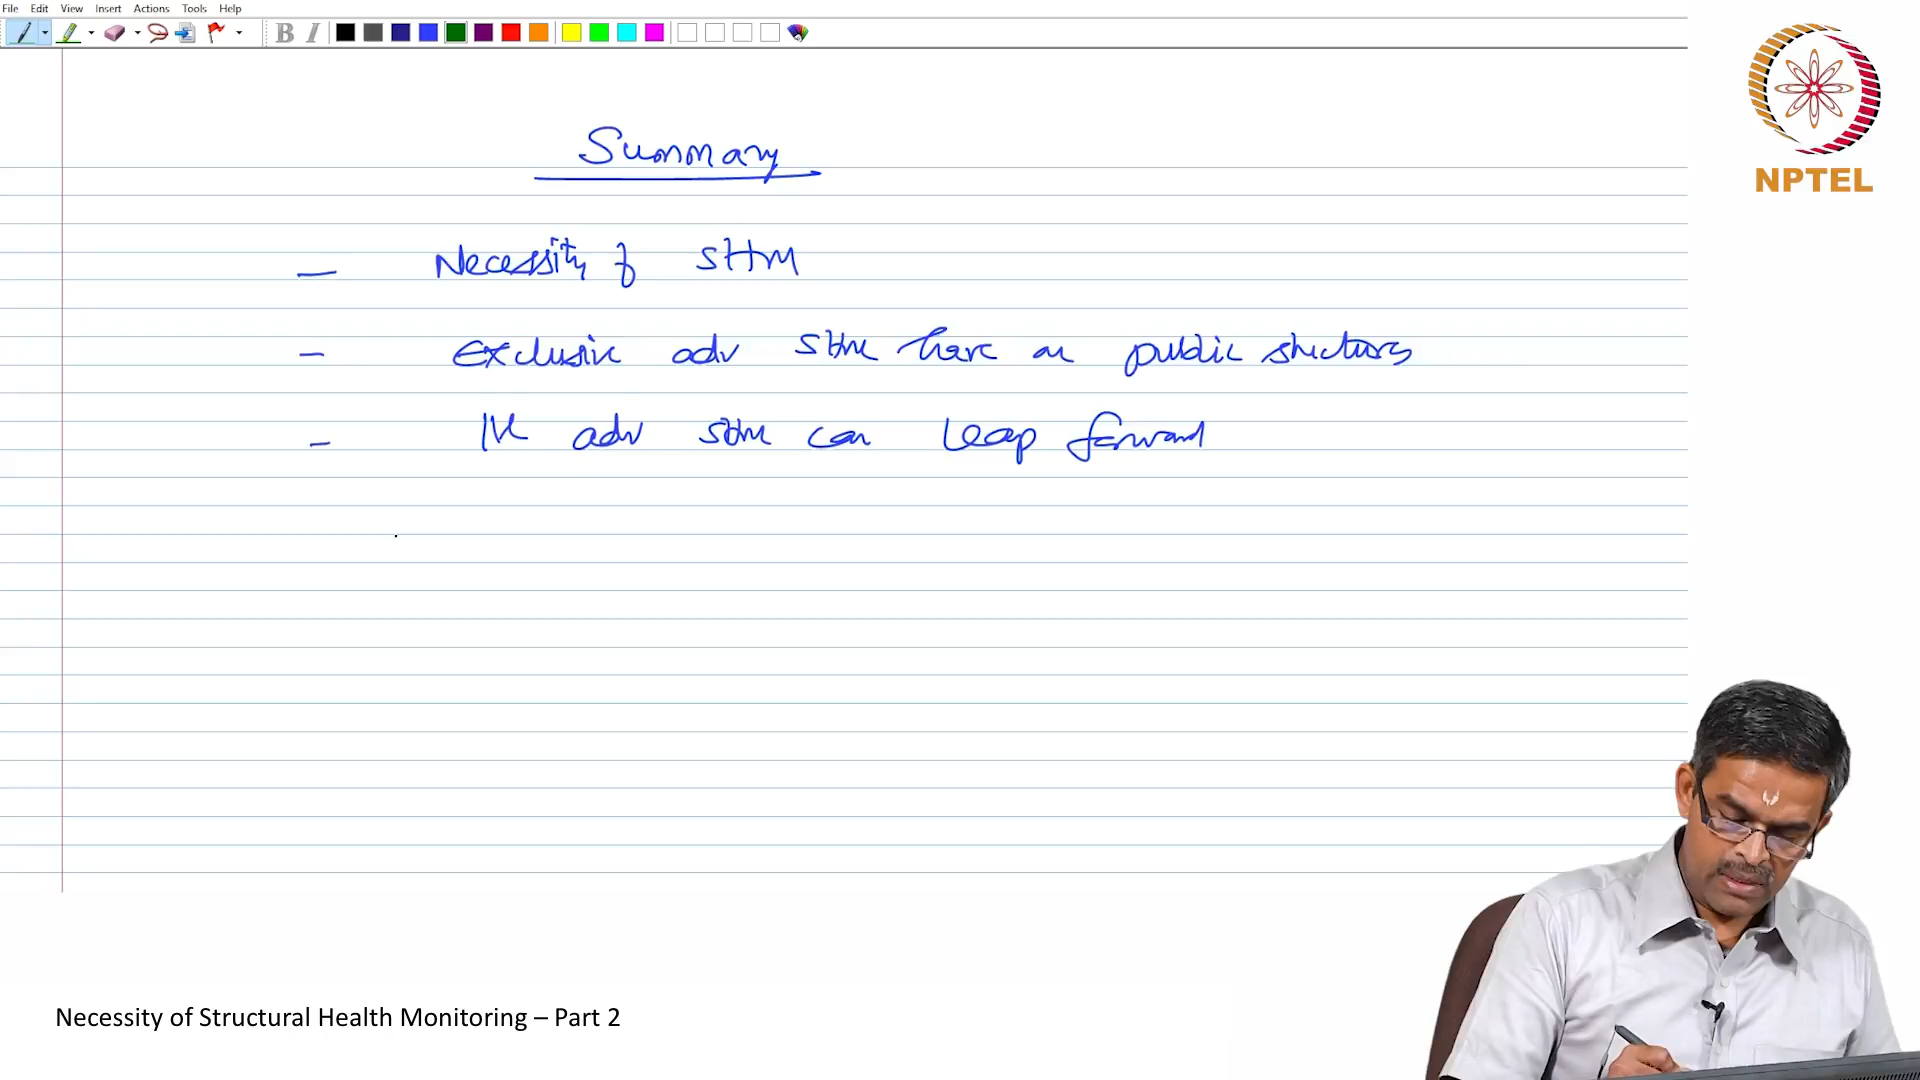 File Edit View Insert Actions Tools Help
B I
NPTEL
Summary
– Necessity of SHM
– Exclusive adv SHM have on public structures
– The adv SHM can leap forward
Necessity of Structural Health Monitoring – Part 2